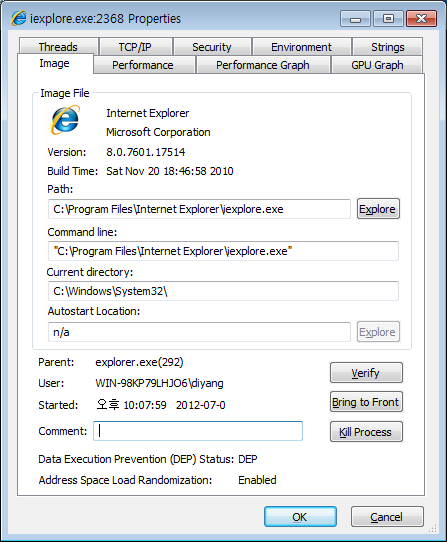 iexplore.exe:2368 Properties
Threads TCP/IP Security Environment Strings
Image Performance Performance Graph GPU Graph
Image File
Internet Explorer
Microsoft Corporation
Version: 8.0.7601.17514
Build Time: Sat Nov 20 18:46:58 2010
Path:
C:\Program Files\Internet Explorer\iexplore.exe Explore
Command line:
"C:\Program Files\Internet Explorer\iexplore.exe"
Current directory:
C:\Windows\System32\
Autostart Location:
n/a Explore
Parent: explorer.exe(292)
User: WIN-98KP79LHJO6\diyang Verify
Started: 오후 10:07:59 2012-07-0 Bring to Front
Comment: Kill Process
Data Execution Prevention (DEP) Status: DEP
Address Space Load Randomization: Enabled
OK Cancel